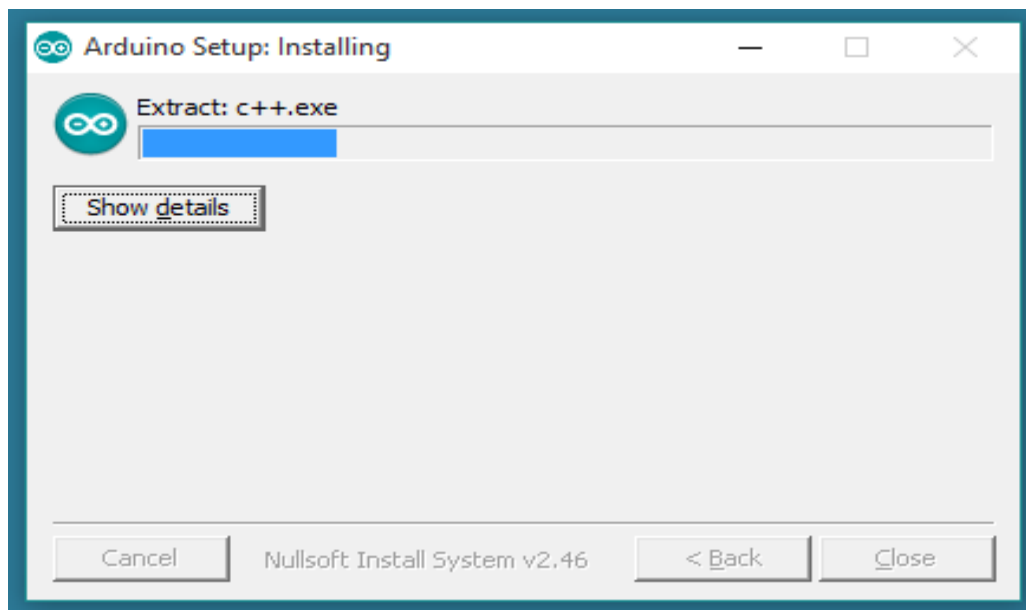 Arduino Setup: Installing
Extract: c++.exe
Show details
Cancel
Nullsoft Install System v2.46
< Back
Close